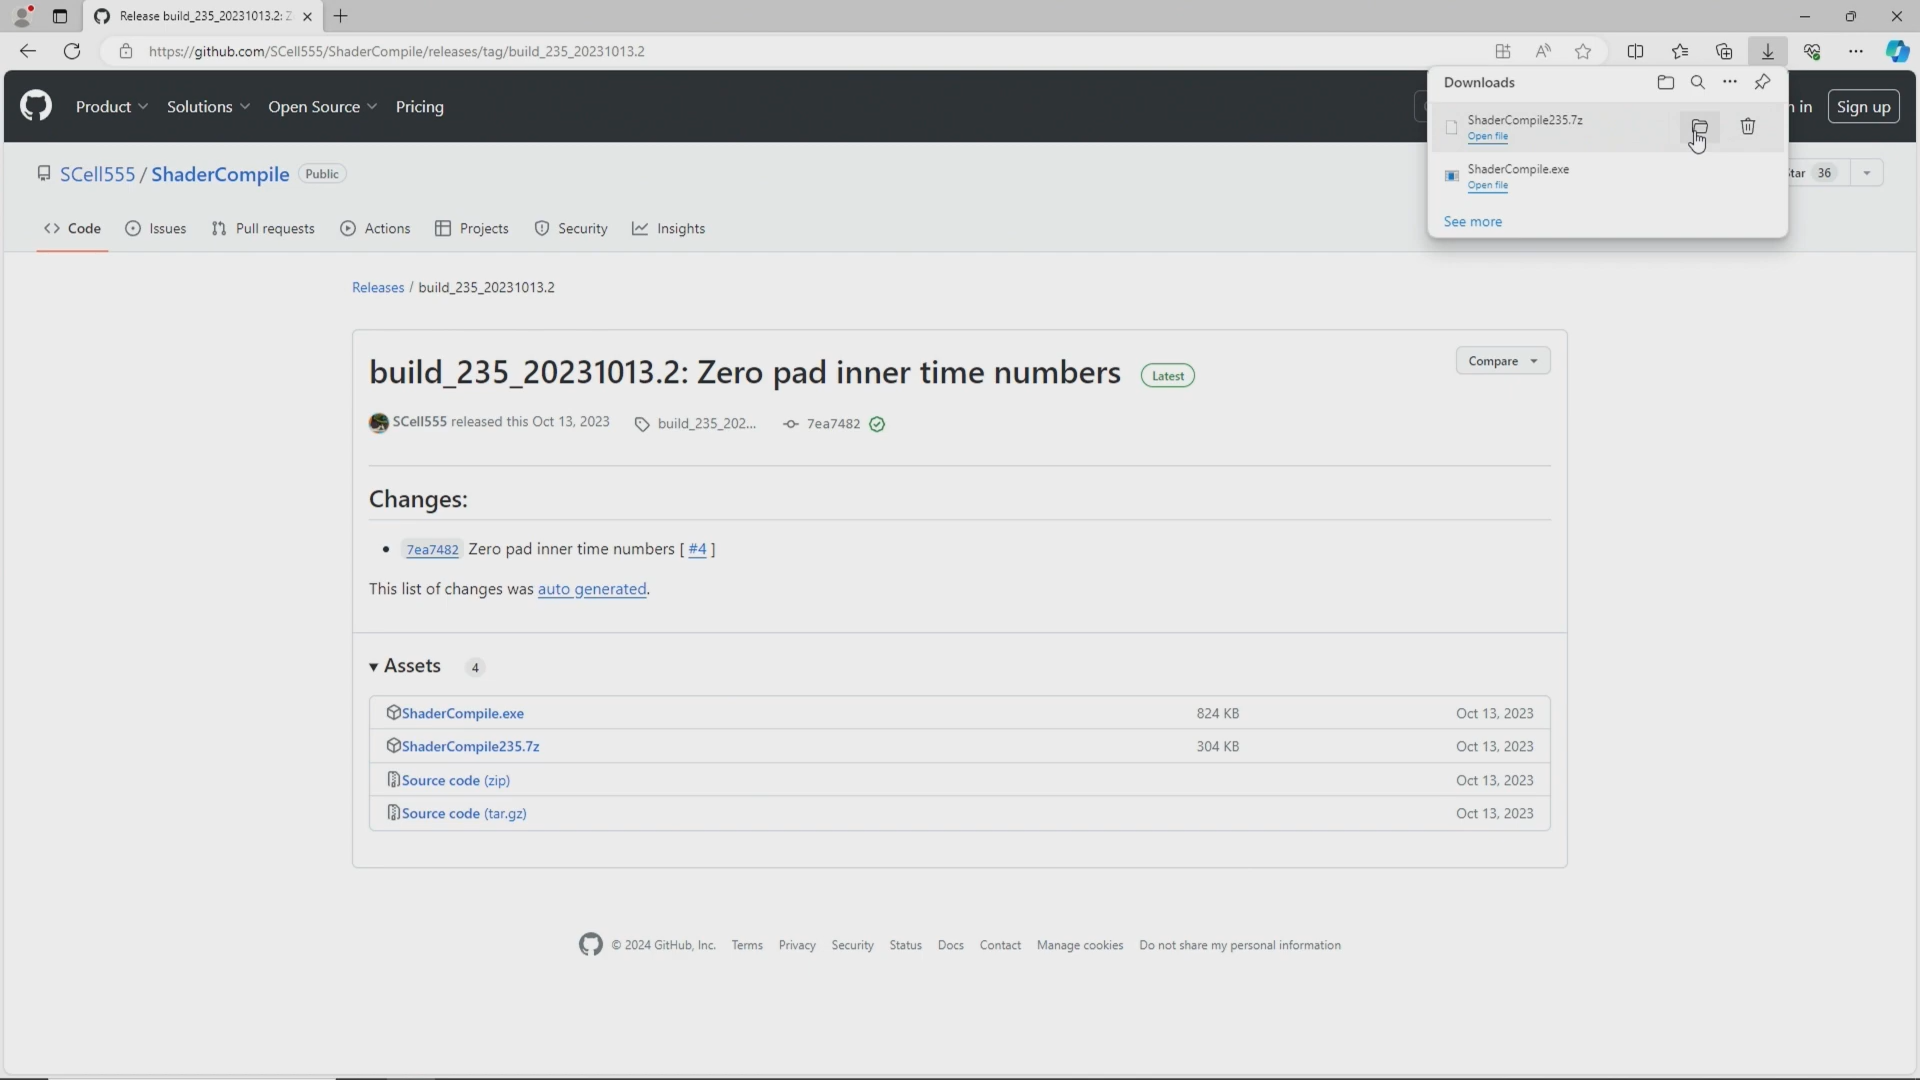 Release build_235_20231013.2: Z
https://github.com/SCell555/ShaderCompile/releases/tag/build_235_20231013.2
Downloads
Product Solutions Open Source Pricing
in Sign up
ShaderCompile235.7z
Open file
ShaderCompile.exe
Open file
See more
SCell555 / ShaderCompile Public
tar 36
Code Issues Pull requests Actions Projects Security Insights
Releases / build_235_20231013.2
build_235_20231013.2: Zero pad inner time numbers Latest
Compare
SCell555 released this Oct 13, 2023 build_235_202... 7ea7482
Changes:
• 7ea7482 Zero pad inner time numbers [ #4 ]
This list of changes was auto generated.
Assets 4
ShaderCompile.exe 824 KB Oct 13, 2023
ShaderCompile235.7z 304 KB Oct 13, 2023
Source code (zip) Oct 13, 2023
Source code (tar.gz) Oct 13, 2023
© 2024 GitHub, Inc. Terms Privacy Security Status Docs Contact Manage cookies Do not share my personal information